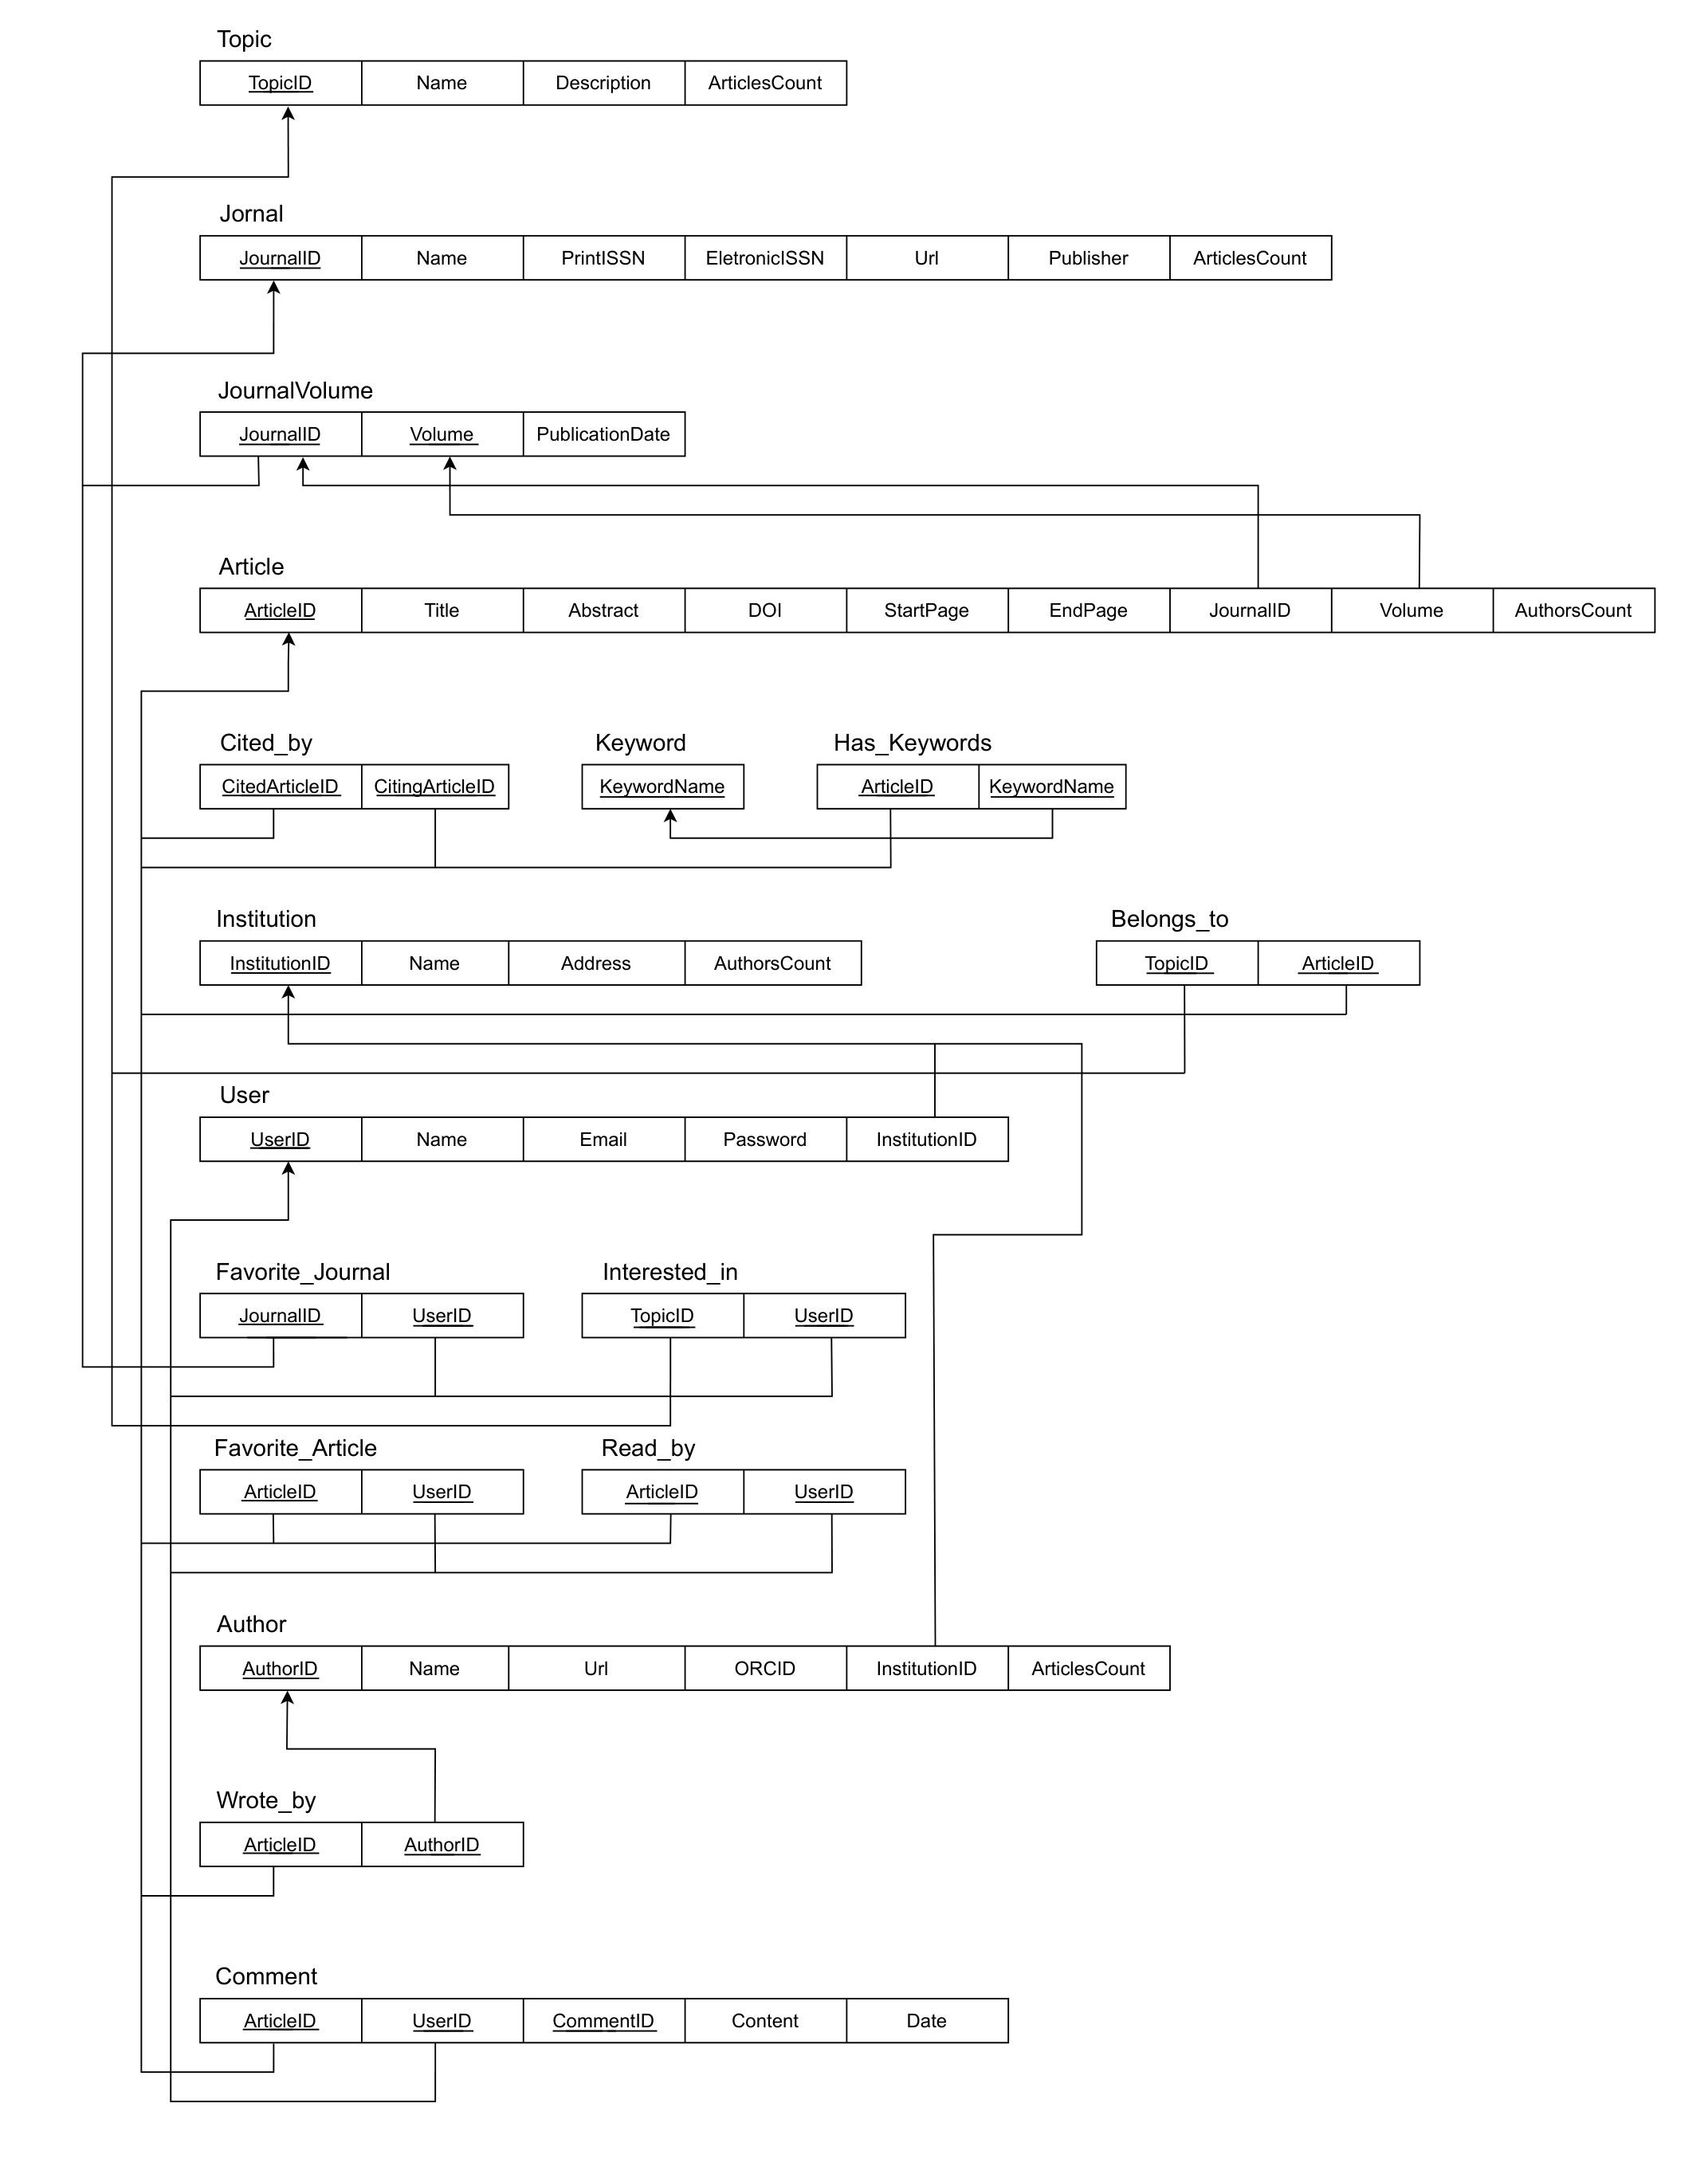 Topic
TopicID Name Description ArticlesCount
Jornal
JournalID Name PrintISSN EletronicISSN Url Publisher ArticlesCount
JournalVolume
JournalID Volume PublicationDate
Article
ArticleID Title Abstract DOI StartPage EndPage JournalID Volume AuthorsCount
Cited_by Keyword Has_Keywords
CitedArticleID CitingArticleID KeywordName ArticleID KeywordName
Institution Belongs_to
InstitutionID Name Address AuthorsCount TopicID ArticleID
User
UserID Name Email Password InstitutionID
Favorite_Journal Interested_in
JournalID UserID TopicID UserID
Favorite_Article Read_by
ArticleID UserID ArticleID UserID
Author
AuthorID Name Url ORCID InstitutionID ArticlesCount
Wrote_by
ArticleID AuthorID
Comment
ArticleID UserID CommentID Content Date